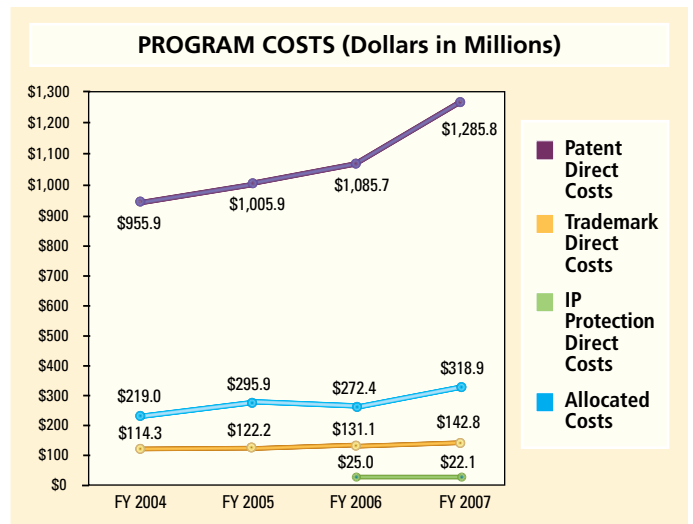 PROGRAM COSTS (Dollars in Millions)
$1,300
$1,200
$1,100
$1,000
$900
$800
$700
$600
$500
$400
$300
$200
$100
$0
$955.9
$1,005.9
$1,085.7
$1,285.8
$219.0
$295.9
$272.4
$318.9
$114.3
$122.2
$131.1
$142.8
$25.0
$22.1
FY 2004
FY 2005
FY 2006
FY 2007
Patent
Direct
Costs
Trademark
Direct
Costs
IP
Protection
Direct
Costs
Allocated
Costs